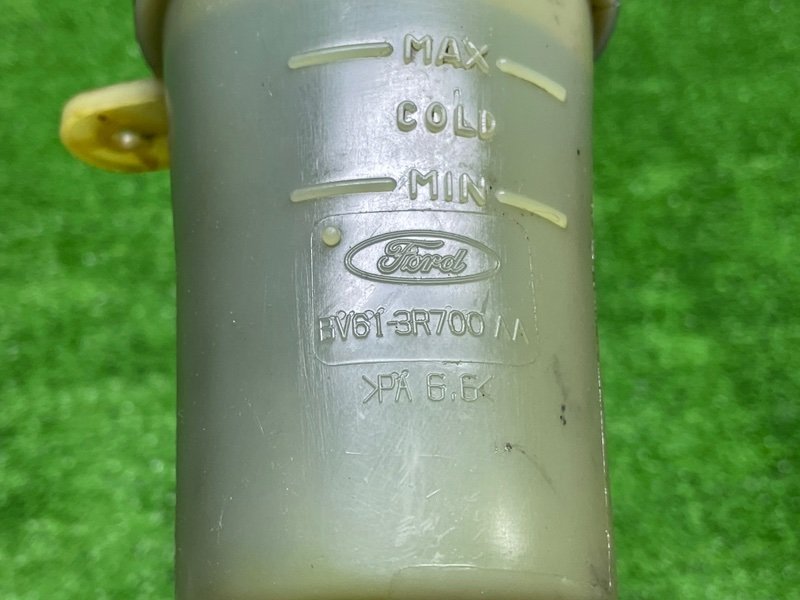 MAX
COLD
MIN
Ford
BV61-3R700 AA
>PA 6.6<